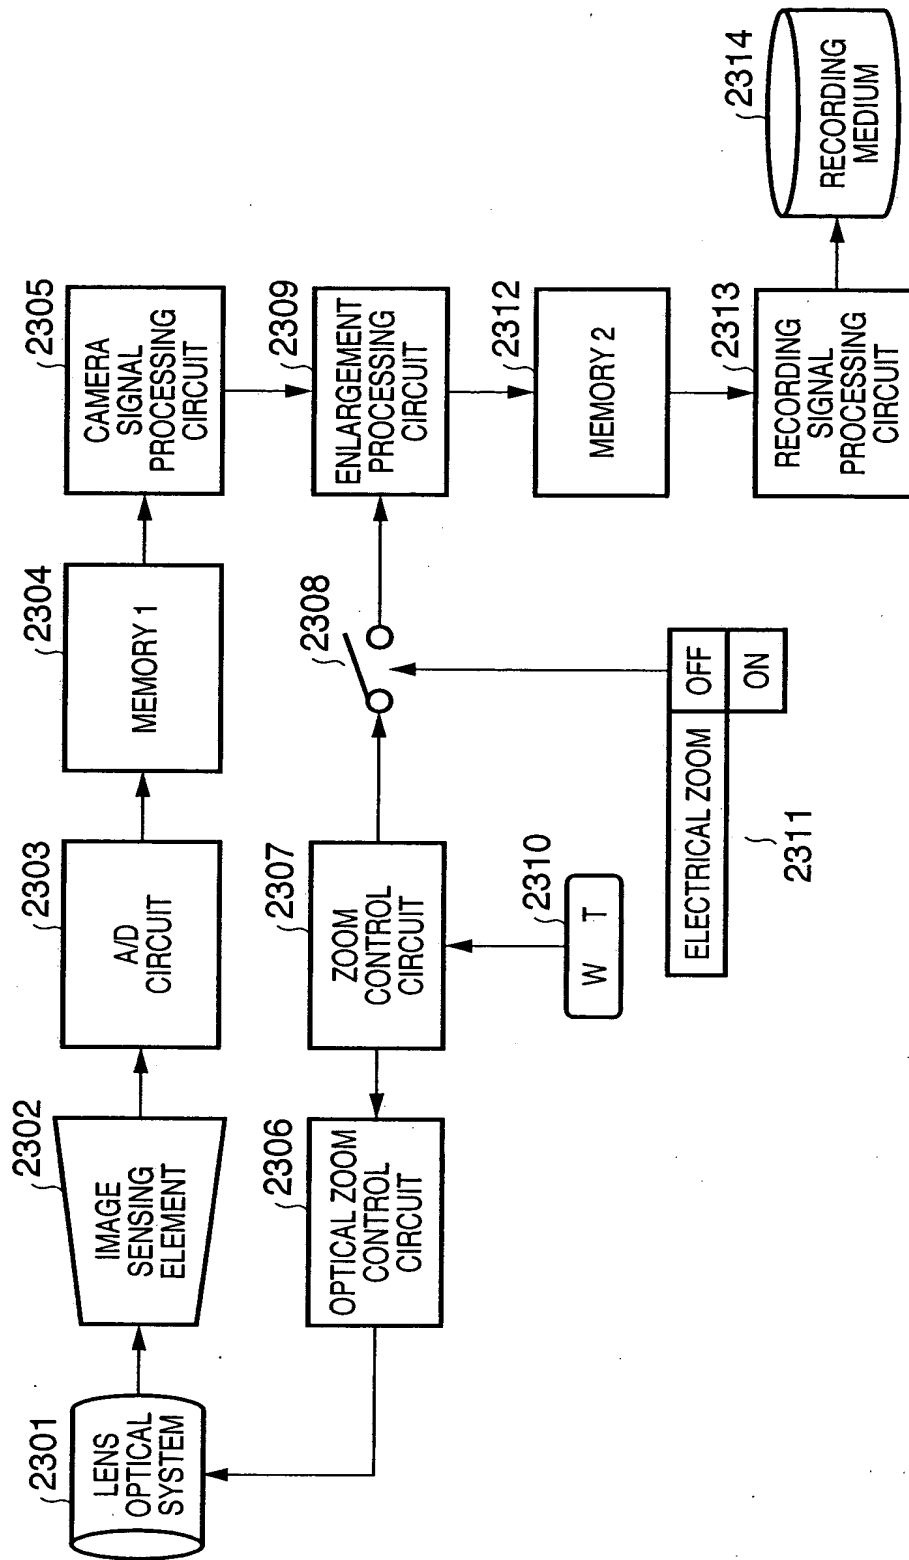 2301
LENS
OPTICAL
SYSTEM
2302
IMAGE
SENSING
ELEMENT
2303
A/D
CIRCUIT
2304
MEMORY 1
2305
CAMERA
SIGNAL
PROCESSING
CIRCUIT
2306
OPTICAL ZOOM
CONTROL
CIRCUIT
2307
ZOOM
CONTROL
CIRCUIT
2308
2309
ENLARGEMENT
PROCESSING
CIRCUIT
2310
W T
ELECTRICAL ZOOM OFF
ON
2311
2312
MEMORY 2
2313
RECORDING
SIGNAL
PROCESSING
CIRCUIT
2314
RECORDING
MEDIUM